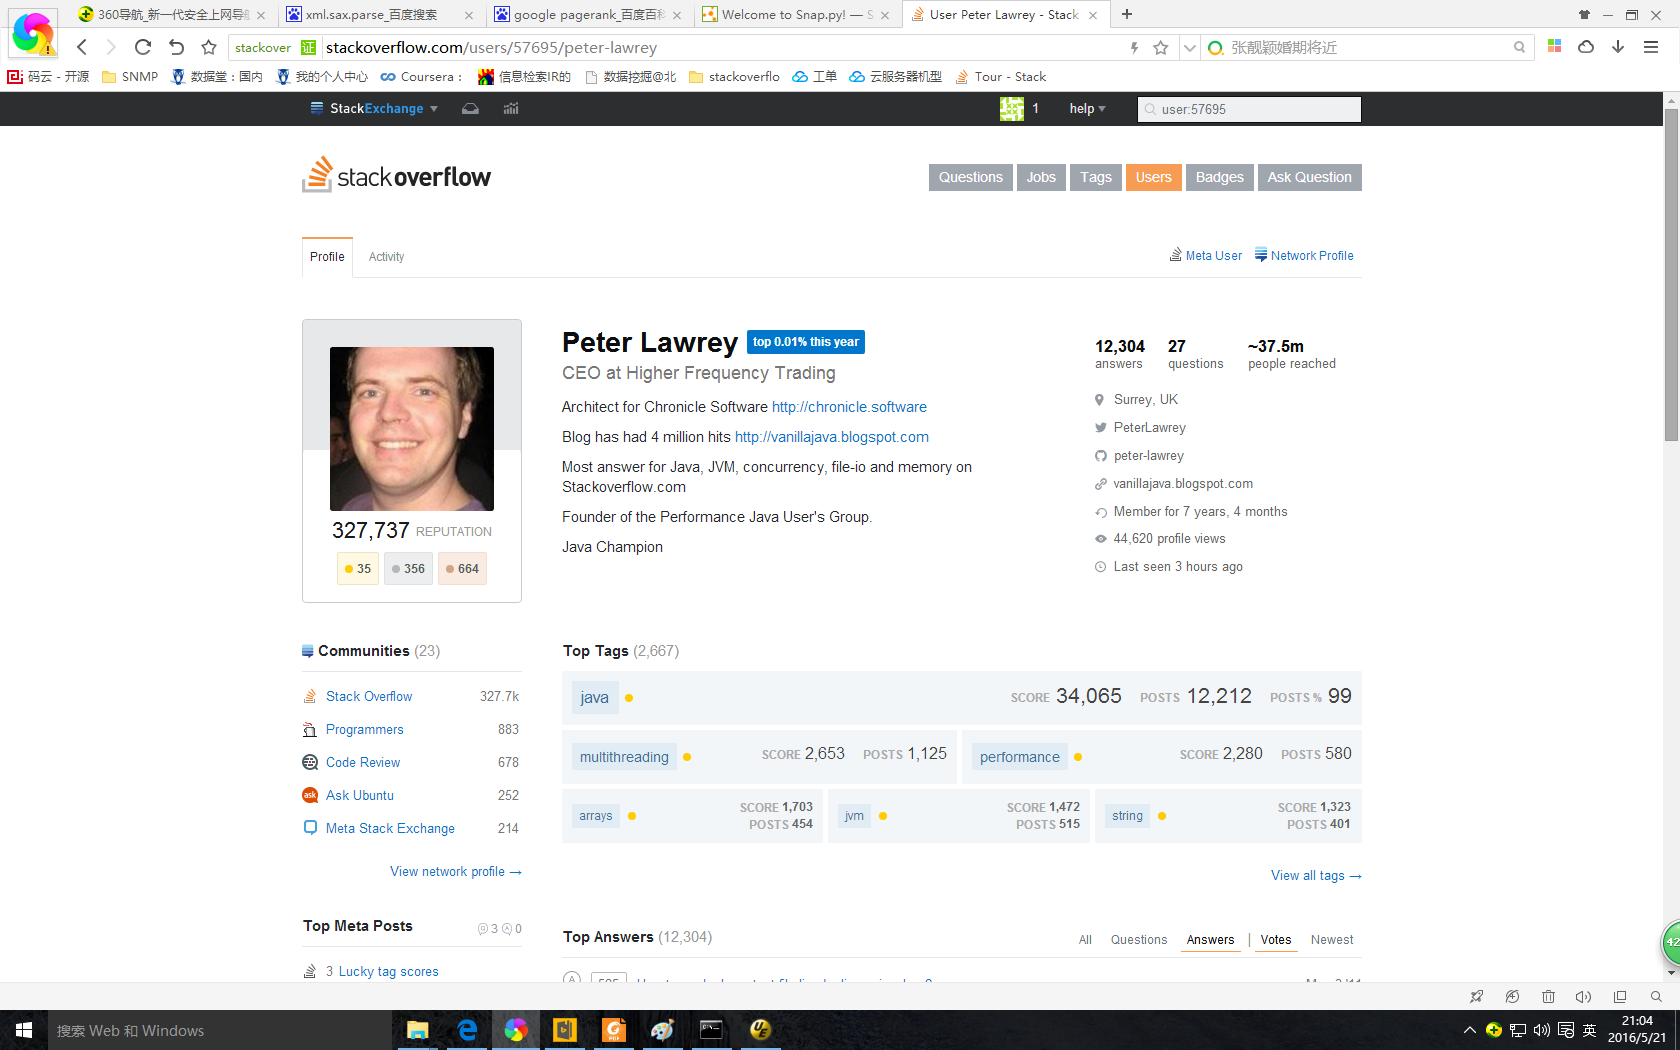 360导航_新一代安全上网导航
xml.sax.parse_百度搜索
google pagerank_百度百科
Welcome to Snap.py! — S
User Peter Lawrey - Stack
stackover 证 stackoverflow.com/users/57695/peter-lawrey
张靓颖婚期将近
码云 - 开源 SNMP 数据堂：国内 我的个人中心 Coursera： 信息检索IR的 数据挖掘@北 stackoverflo 工单 云服务器机型 Tour - Stack
StackExchange 1 help user:57695
stackoverflow
Questions Jobs Tags Users Badges Ask Question
Profile Activity Meta User Network Profile
Peter Lawrey top 0.01% this year
CEO at Higher Frequency Trading
Architect for Chronicle Software http://chronicle.software
Blog has had 4 million hits http://vanillajava.blogspot.com
Most answer for Java, JVM, concurrency, file-io and memory on
Stackoverflow.com
Founder of the Performance Java User's Group.
Java Champion
327,737 REPUTATION
35 356 664
12,304 27 ~37.5m
answers questions people reached
Surrey, UK
PeterLawrey
peter-lawrey
vanillajava.blogspot.com
Member for 7 years, 4 months
44,620 profile views
Last seen 3 hours ago
Communities (23)
Stack Overflow 327.7k
Programmers 883
Code Review 678
ask Ask Ubuntu 252
Meta Stack Exchange 214
View network profile →
Top Meta Posts 3 0
3 Lucky tag scores
Top Tags (2,667)
java SCORE 34,065 POSTS 12,212 POSTS % 99
multithreading SCORE 2,653 POSTS 1,125
performance SCORE 2,280 POSTS 580
arrays SCORE 1,703
POSTS 454
jvm SCORE 1,472
POSTS 515
string SCORE 1,323
POSTS 401
View all tags →
Top Answers (12,304) All Questions Answers | Votes Newest
42
搜索 Web 和 Windows
英
21:04
2016/5/21